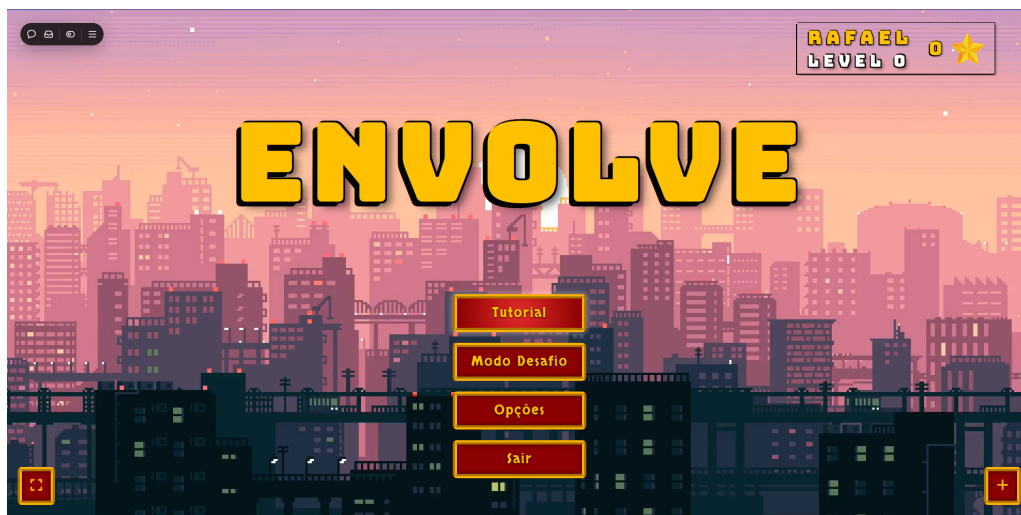 RAFAEL
LEVEL 0
0
ENVOLVE
Tutorial
Modo Desafio
Opções
Sair